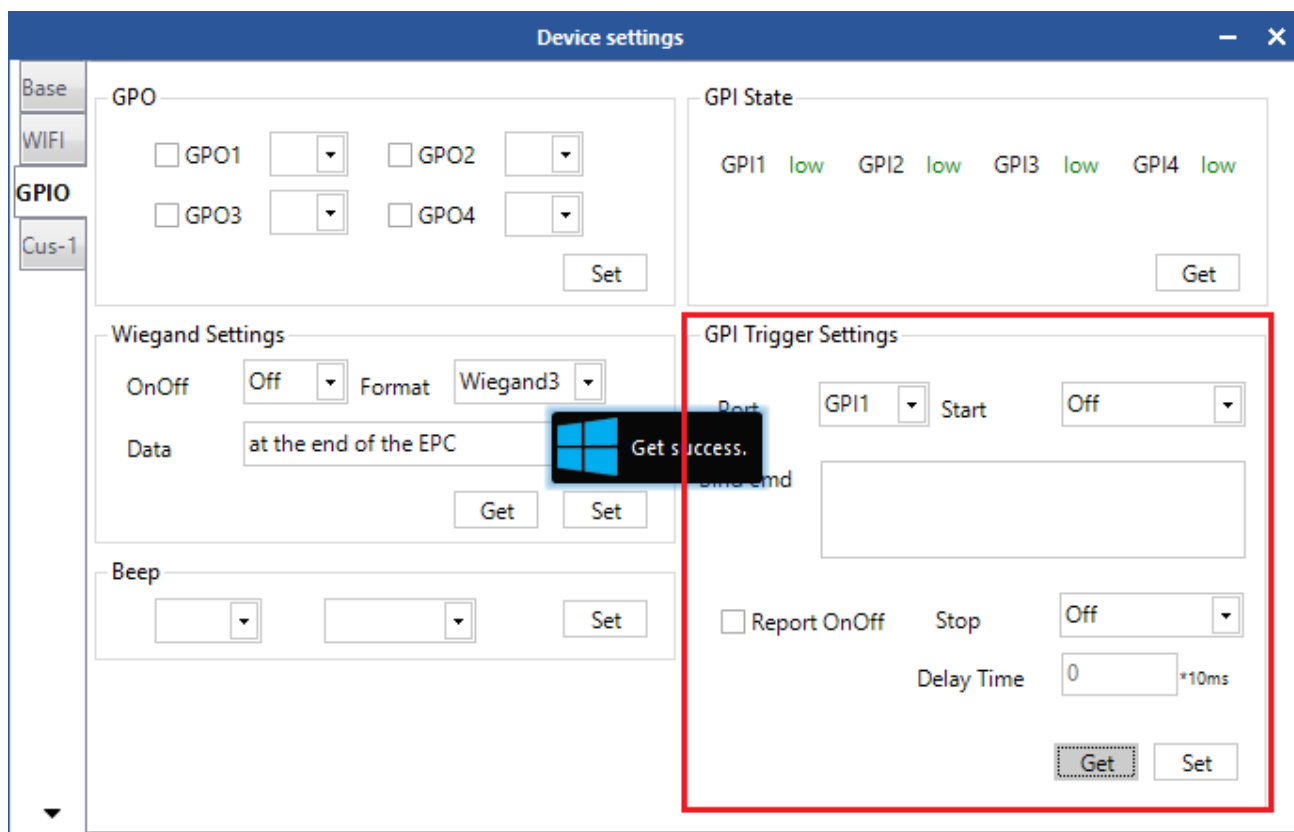 Device settings
Base
WIFI
GPIO
Cus-1
GPO
GPO1
GPO2
GPO3
GPO4
Set
GPI State
GPI1 low GPI2 low GPI3 low GPI4 low
Get
Wiegand Settings
OnOff Off Format Wiegand3
Data at the end of the EPC
Get Set
Get success.
Beep
Set
GPI Trigger Settings
Port GPI1 Start Off
cmd
Report OnOff Stop Off
Delay Time 0 *10ms
Get Set